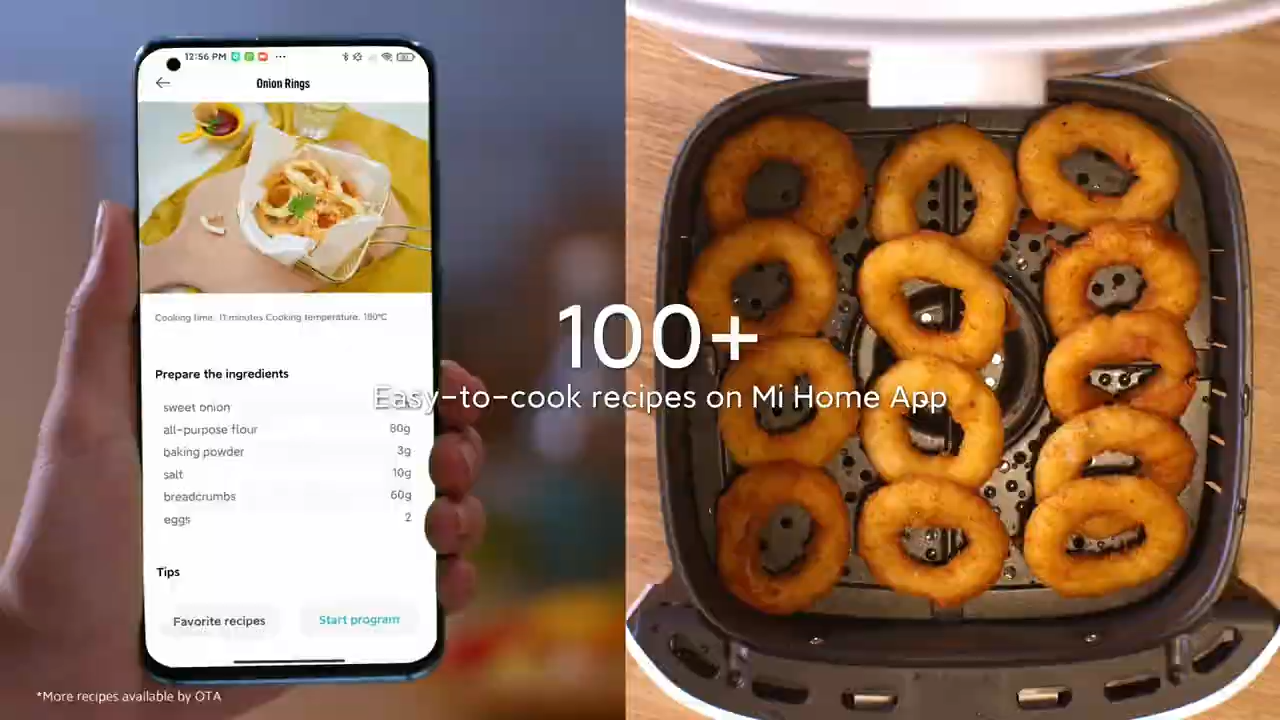 12:56 PM
Onion Rings
Cooking time: 11 minutes Cooking temperature: 180°C
Prepare the ingredients
sweet onion
all-purpose flour 80g
baking powder 3g
salt 10g
breadcrumbs 60g
eggs 2
Tips
Favorite recipes Start program
100+
Easy-to-cook recipes on Mi Home App
*More recipes available by OTA